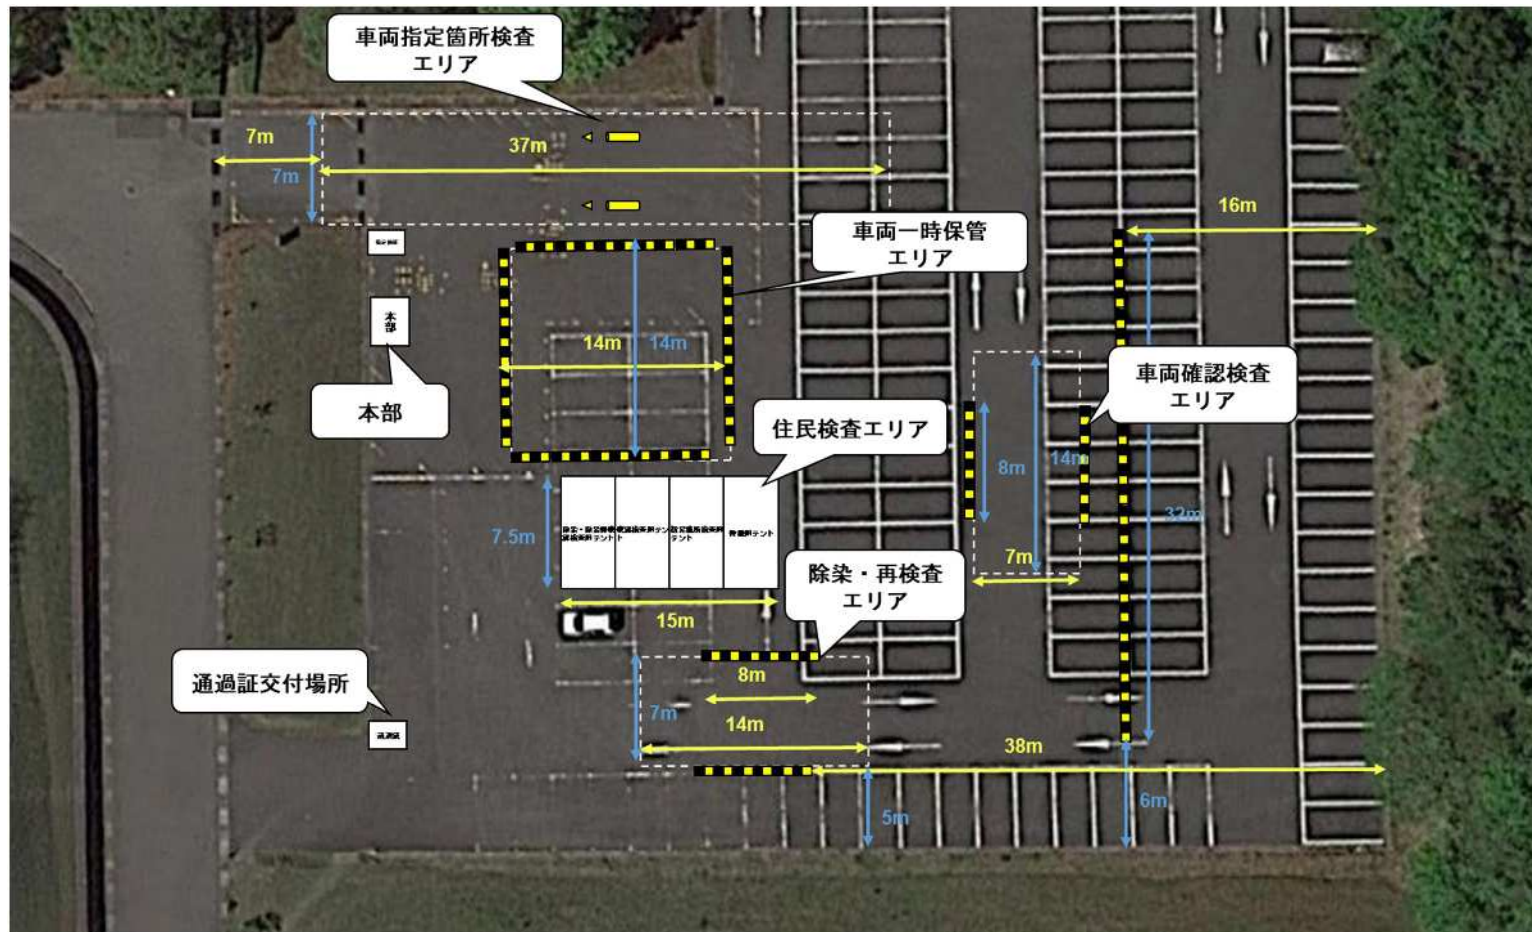 車両指定箇所検査
エリア
7m
37m
7m
16m
車両一時保管
エリア
本
部
14m
14m
本部
車両確認検査
エリア
住民検査エリア
8m
14m
32m
7.5m
7m
除染・再検査
エリア
15m
8m
通過証交付場所
7m
14m
38m
5m
6m